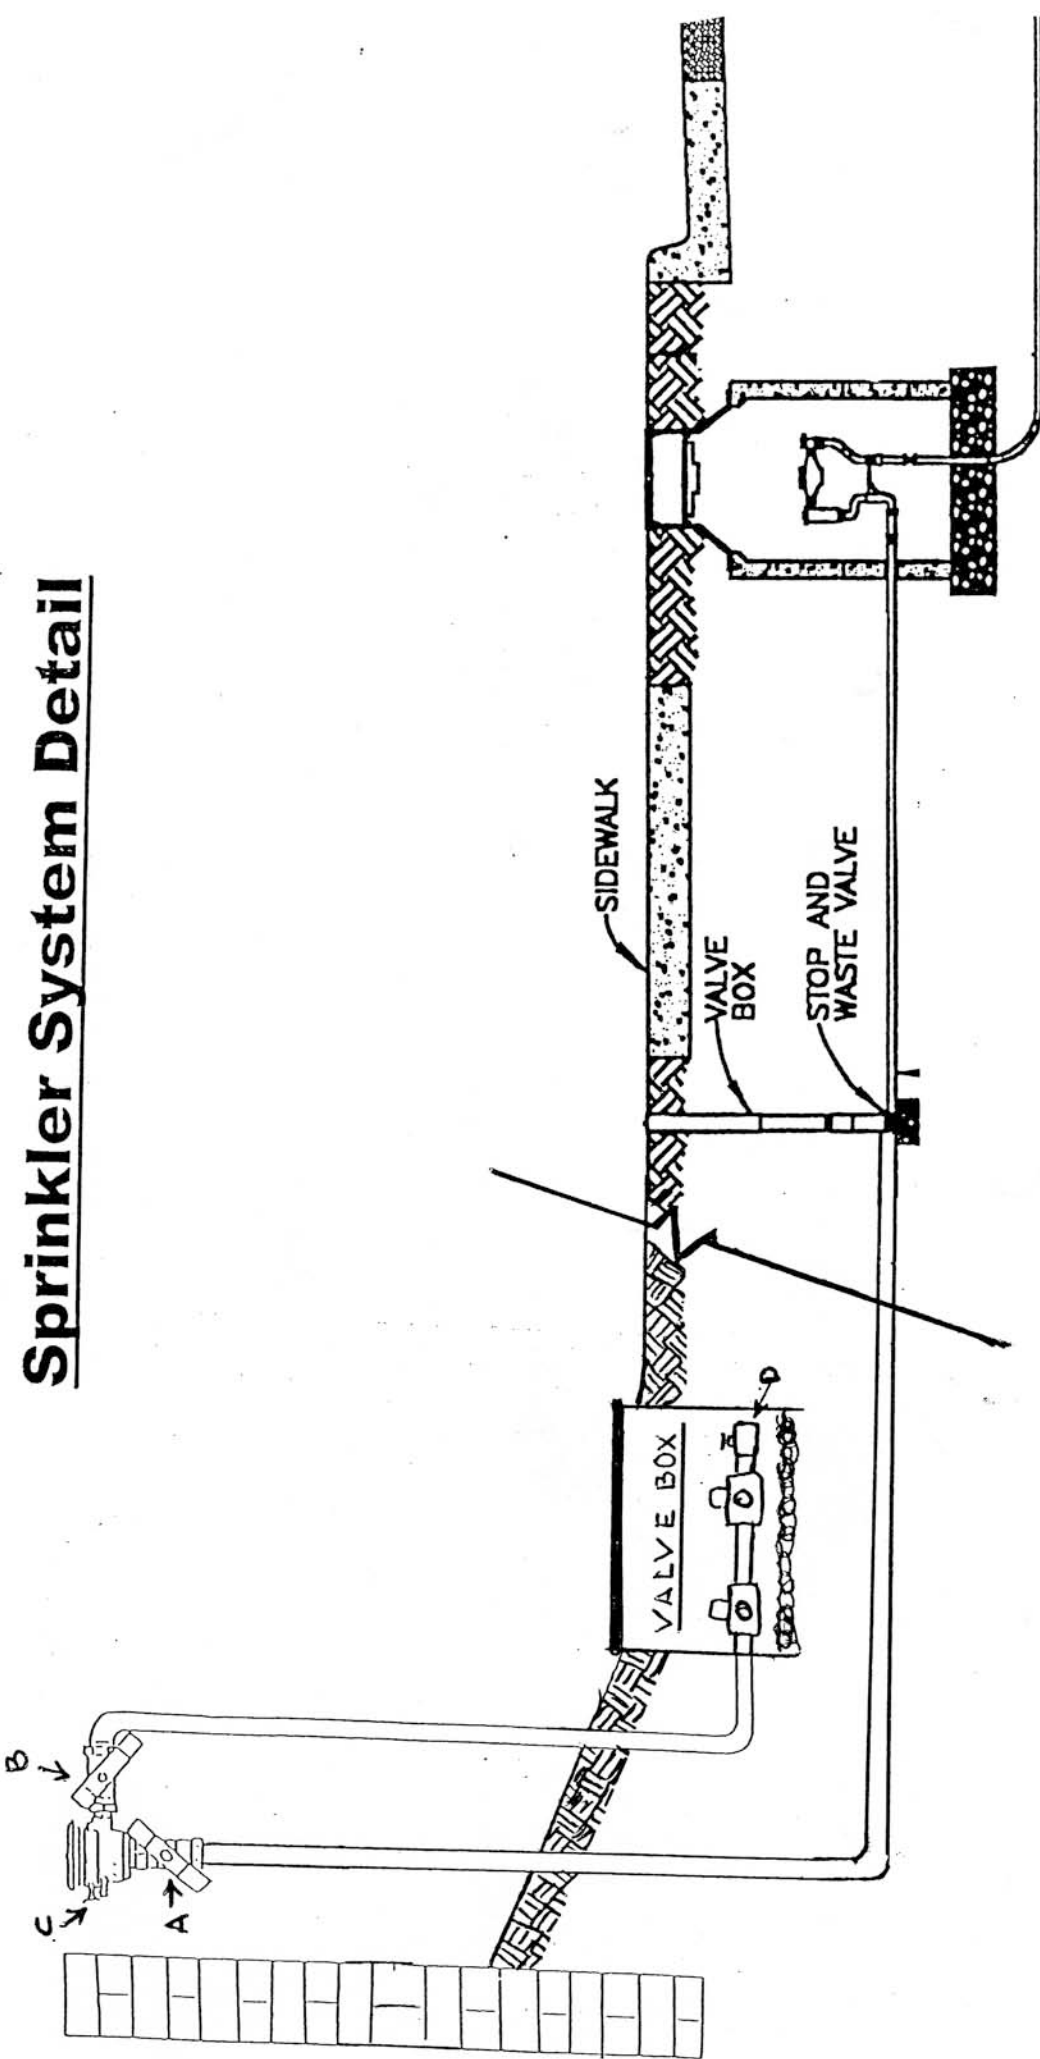 Sprinkler System Detail
SIDEWALK
VALVE
BOX
STOP AND
WASTE VALVE
VALVE BOX
A
B
C
D